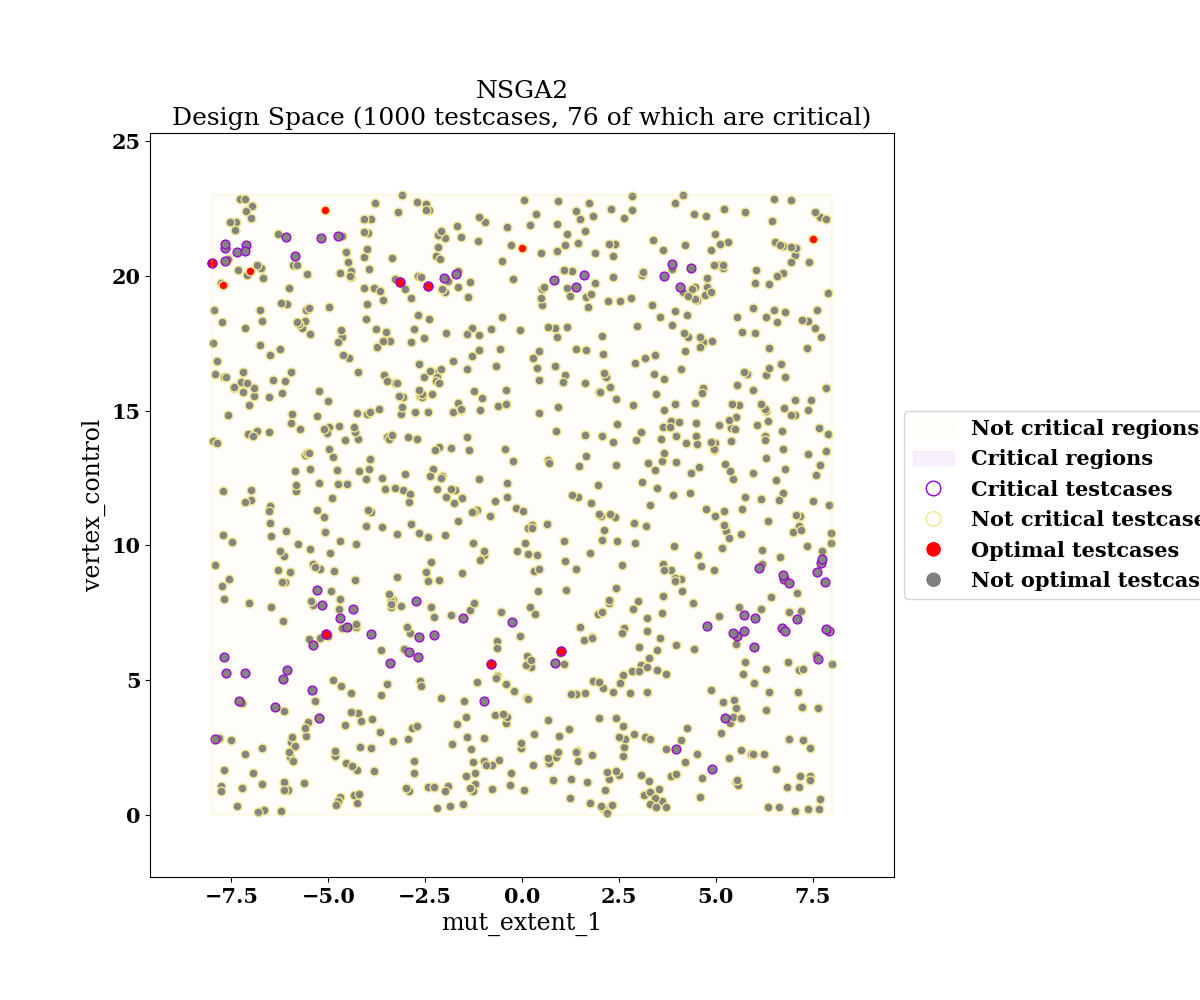 NSGA2
Design Space (1000 testcases, 76 of which are critical)
25
20
15
10
5
0
vertex_control
−7.5 −5.0 −2.5 0.0 2.5 5.0 7.5
mut_extent_1
Not critical regions
Critical regions
Critical testcases
Not critical testcase
Optimal testcases
Not optimal testcas